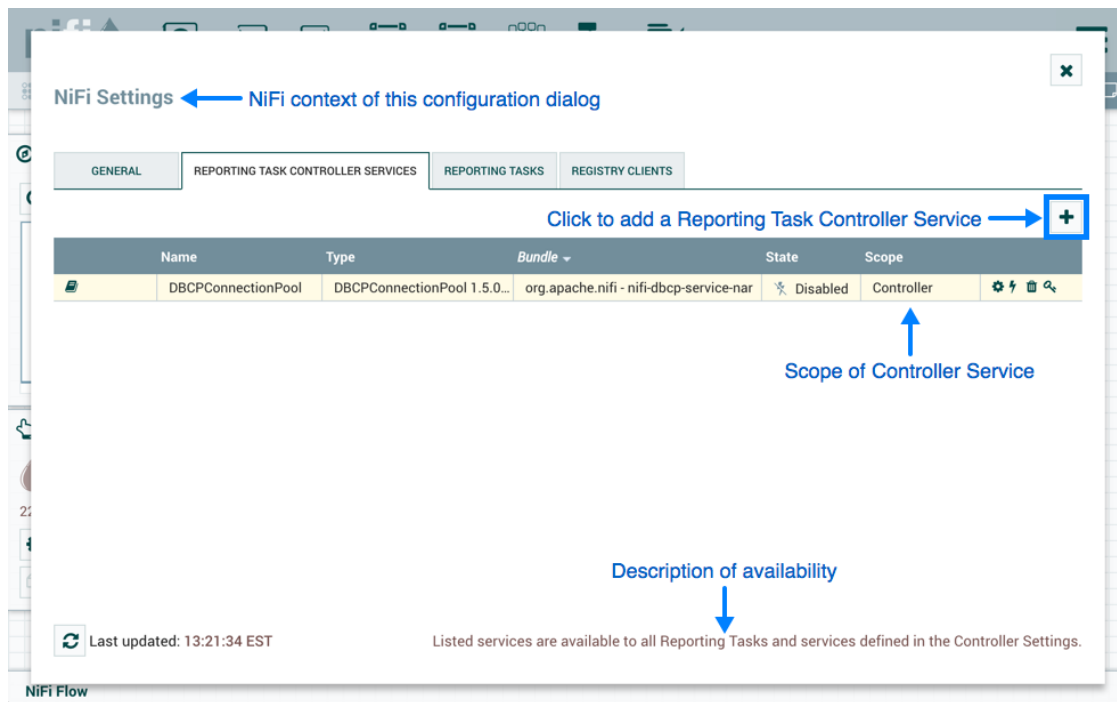 nifi
NiFi Settings
NiFi context of this configuration dialog
GENERAL
REPORTING TASK CONTROLLER SERVICES
REPORTING TASKS
REGISTRY CLIENTS
Click to add a Reporting Task Controller Service
Name Type Bundle State Scope
DBCPConnectionPool DBCPConnectionPool 1.5.0... org.apache.nifi - nifi-dbcp-service-nar Disabled Controller
Scope of Controller Service
Description of availability
Last updated: 13:21:34 EST
Listed services are available to all Reporting Tasks and services defined in the Controller Settings.
NiFi Flow